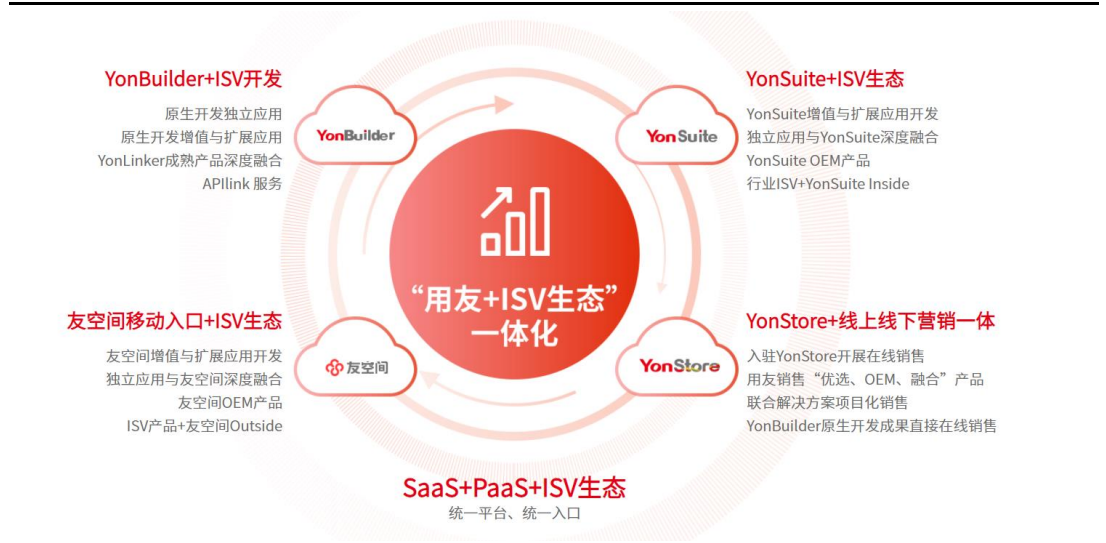 YonBuilder+ISV开发
原生开发独立应用
原生开发增值与扩展应用
YonLinker成熟产品深度融合
APIlink 服务
YonBuilder
YonSuite
YonSuite+ISV生态
YonSuite增值与扩展应用开发
独立应用与YonSuite深度融合
YonSuite OEM产品
行业ISV+YonSuite Inside
“用友+ISV生态”
一体化
友空间移动入口+ISV生态
友空间增值与扩展应用开发
独立应用与友空间深度融合
友空间OEM产品
ISV产品+友空间Outside
友空间
YonStore
YonStore+线上线下营销一体
入驻YonStore开展在线销售
用友销售“优选、OEM、融合”产品
联合解决方案项目化销售
YonBuilder原生开发成果直接在线销售
SaaS+PaaS+ISV生态
统一平台、统一入口